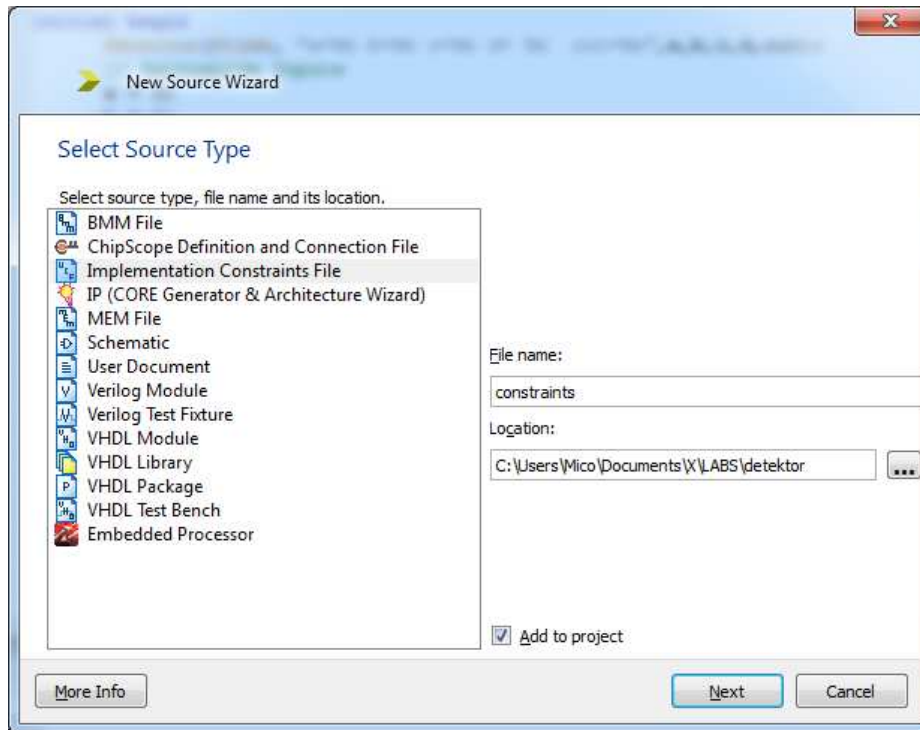 New Source Wizard
Select Source Type
Select source type, file name and its location.
BMM File
ChipScope Definition and Connection File
Implementation Constraints File
IP (CORE Generator & Architecture Wizard)
MEM File
Schematic
User Document
Verilog Module
Verilog Test Fixture
VHDL Module
VHDL Library
VHDL Package
VHDL Test Bench
Embedded Processor
File name:
constraints
Location:
C:\Users\Mico\Documents\X\LABS\detektor
...
Add to project
More Info
Next
Cancel